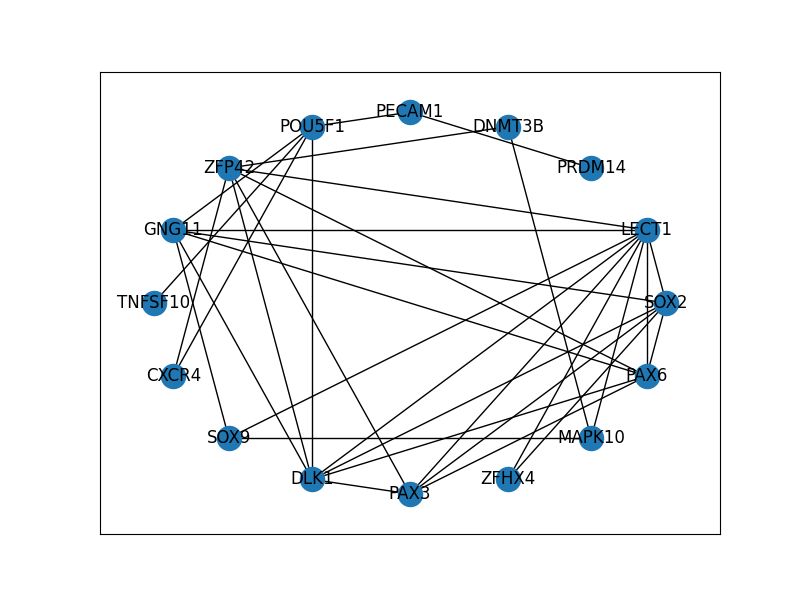 PECAM1
POU5F1
DNMT3B
ZFP42
PRDM14
GNG11
LECT1
TNFSF10
SOX2
CXCR4
PAX6
SOX9
MAPK10
DLK1
ZFHX4
PAX3